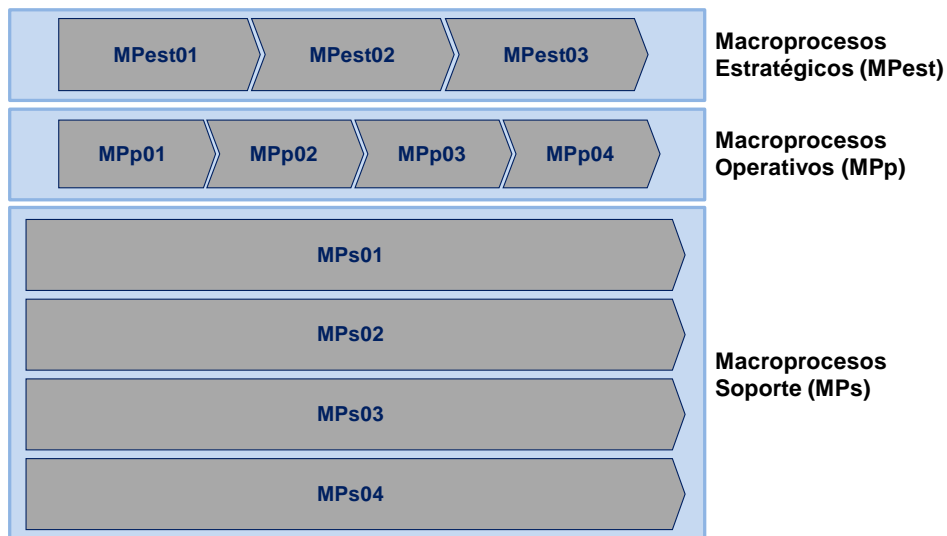 MPest01
MPest02
MPest03
Macroprocesos
Estratégicos (MPest)
MPp01
MPp02
MPp03
MPp04
Macroprocesos
Operativos (MPp)
MPs01
MPs02
MPs03
MPs04
Macroprocesos
Soporte (MPs)